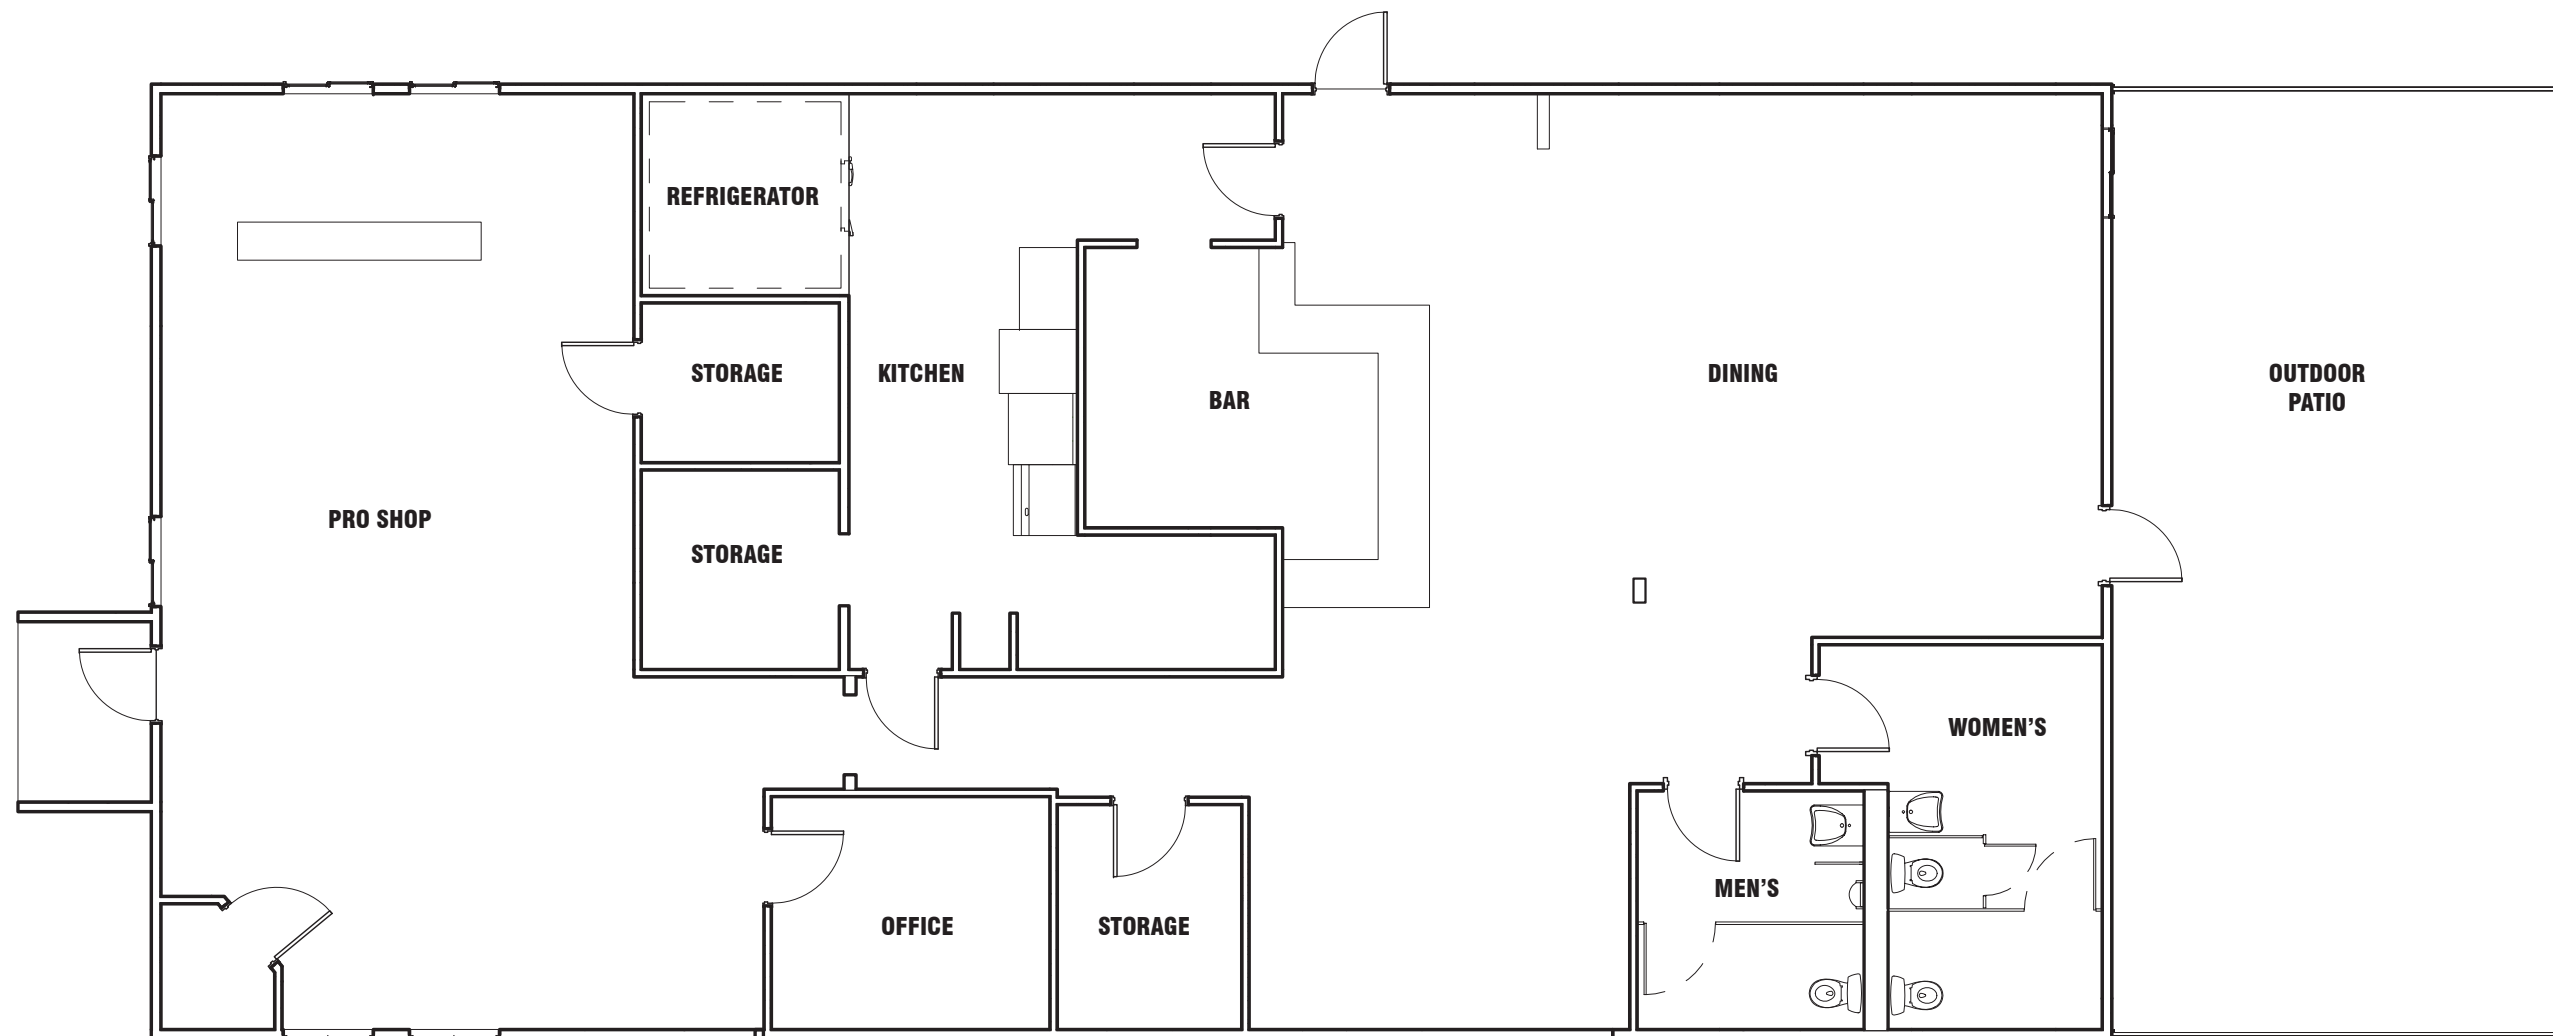 REFRIGERATOR
STORAGE
KITCHEN
BAR
DINING
OUTDOOR
PATIO
PRO SHOP
STORAGE
WOMEN’S
MEN’S
OFFICE
STORAGE